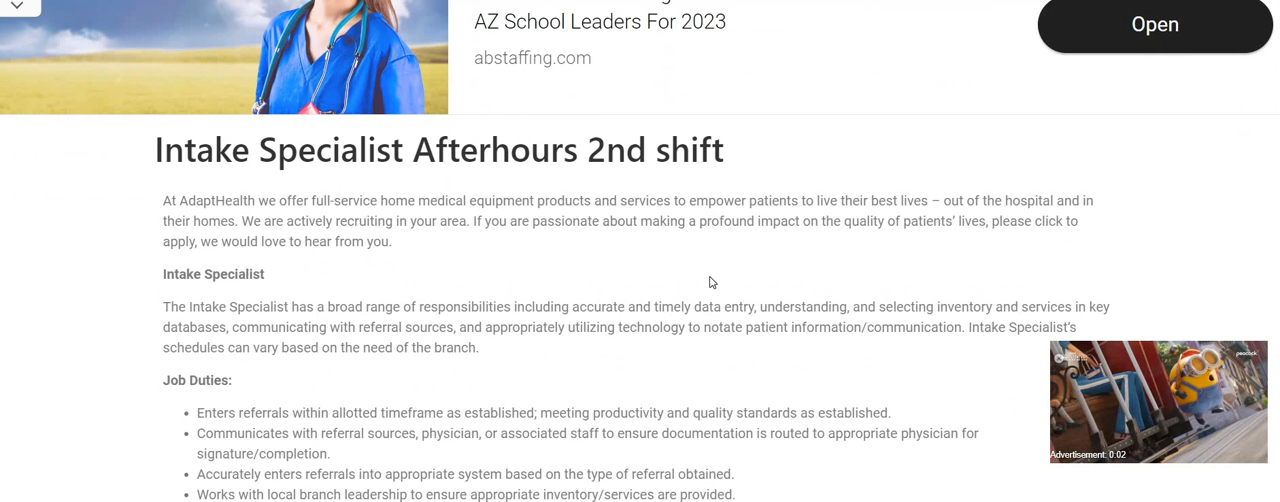 AZ School Leaders For 2023
abstaffing.com
Open
Intake Specialist Afterhours 2nd shift
At AdaptHealth we offer full-service home medical equipment products and services to empower patients to live their best lives – out of the hospital and in
their homes. We are actively recruiting in your area. If you are passionate about making a profound impact on the quality of patients’ lives, please click to
apply, we would love to hear from you.
Intake Specialist
The Intake Specialist has a broad range of responsibilities including accurate and timely data entry, understanding, and selecting inventory and services in key
databases, communicating with referral sources, and appropriately utilizing technology to notate patient information/communication. Intake Specialist’s
schedules can vary based on the need of the branch.
Job Duties:
• Enters referrals within allotted timeframe as established; meeting productivity and quality standards as established.
• Communicates with referral sources, physician, or associated staff to ensure documentation is routed to appropriate physician for
signature/completion.
• Accurately enters referrals into appropriate system based on the type of referral obtained.
• Works with local branch leadership to ensure appropriate inventory/services are provided.
peacock
Advertisement: 0:02